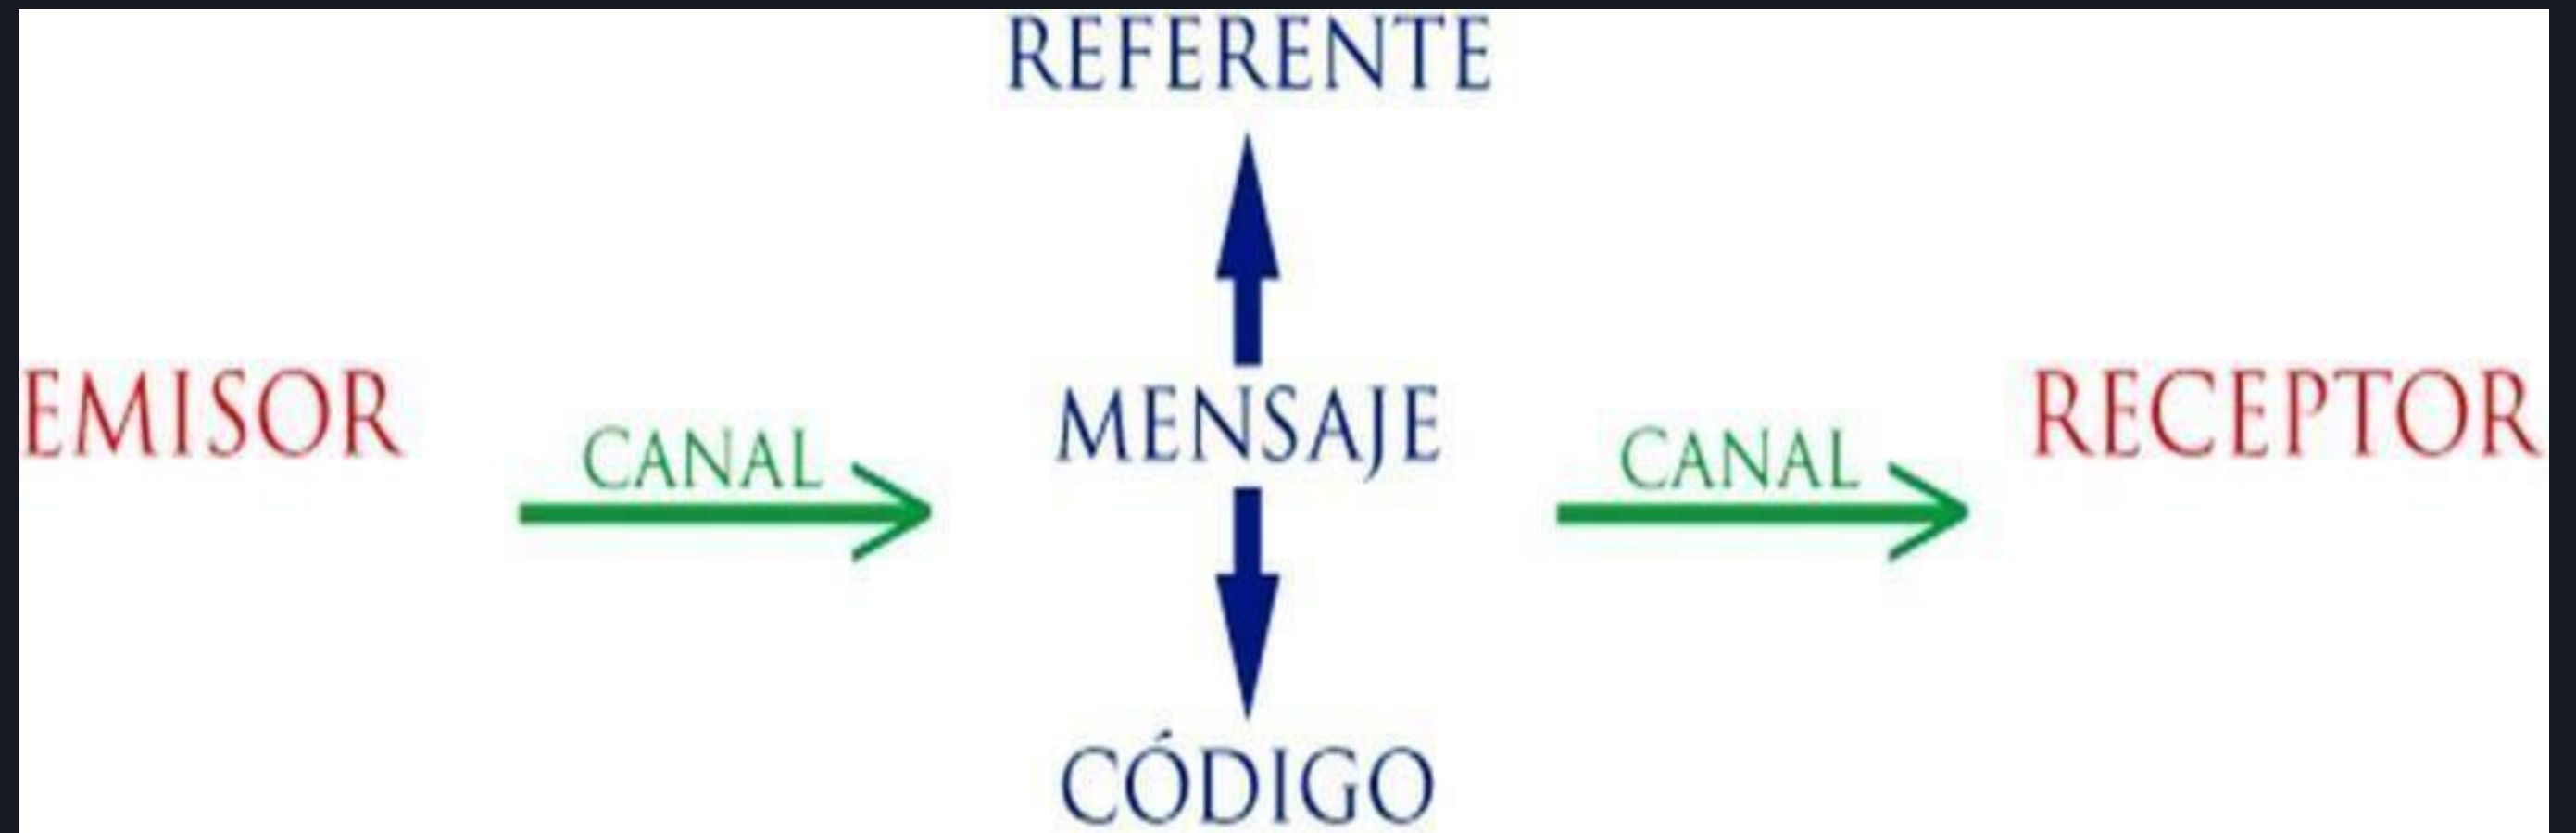 REFERENTE
EMISOR
CANAL
MENSAJE
CANAL
RECEPTOR
CÓDIGO